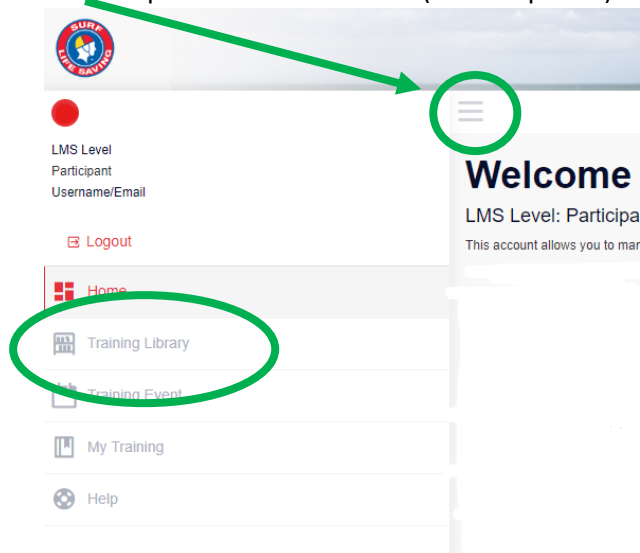 SURF
LIFE SAVING
LMS Level
Participant
Username/Email
Logout
Home
Training Library
Training Event
My Training
Help
Welcome
LMS Level: Participa
This account allows you to mar